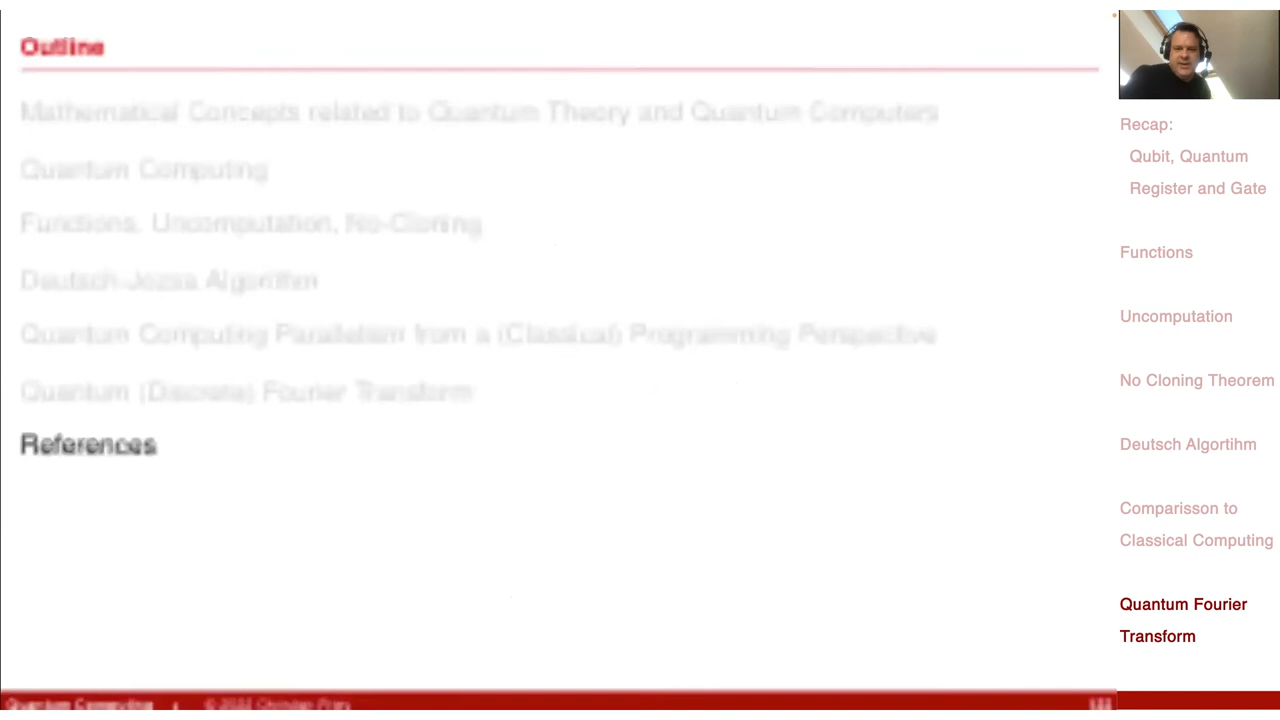 Outline
Mathematical Concepts related to Quantum Theory and Quantum Computers
Quantum Computing
Functions, Uncomputation, No-Cloning
Deutsch-Jozsa Algorithm
Quantum Computing Parallelism from a (Classical) Programming Perspective
Quantum (Discrete) Fourier Transform
References
Quantum Computing
Recap:
Qubit, Quantum
Register and Gate
Functions
Uncomputation
No Cloning Theorem
Deutsch Algortihm
Comparisson to
Classical Computing
Quantum Fourier
Transform